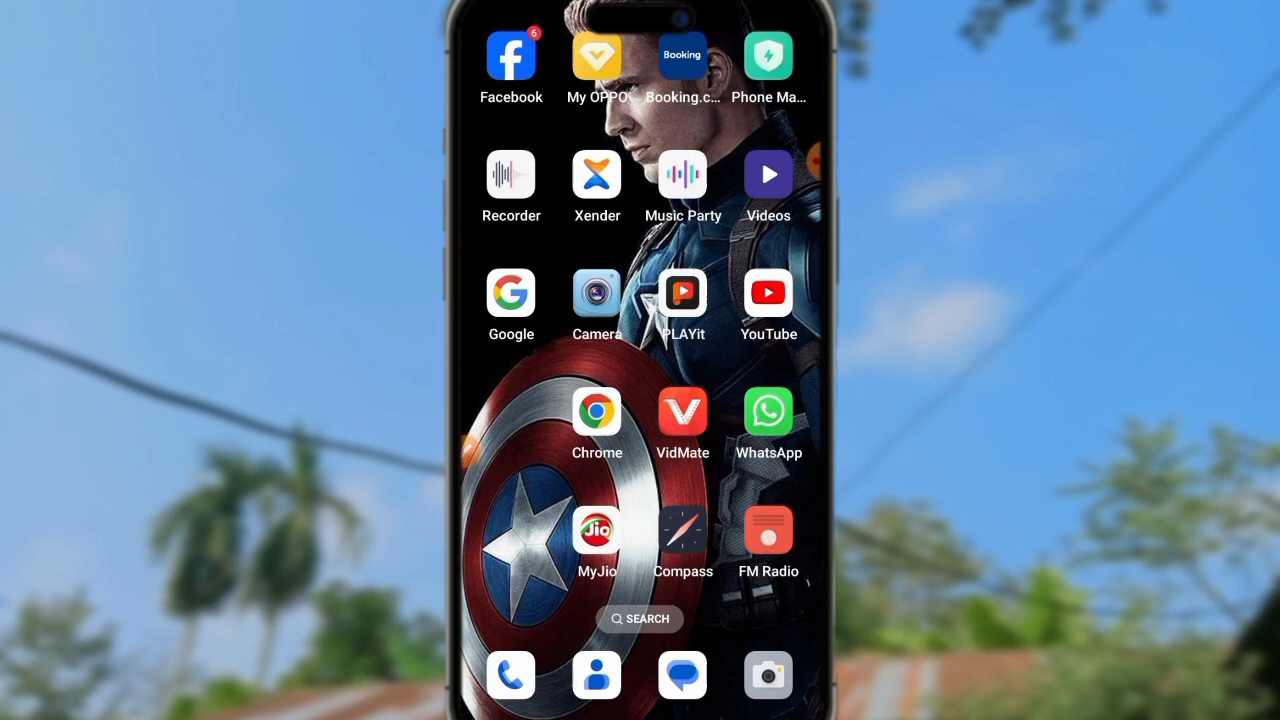 6
Booking
Facebook
My OPPO
Booking.c...
Phone Ma...
Recorder
Xender
Music Party
Videos
Google
Camera
PLAYit
YouTube
Chrome
VidMate
WhatsApp
Jio
MyJio
Compass
FM Radio
SEARCH